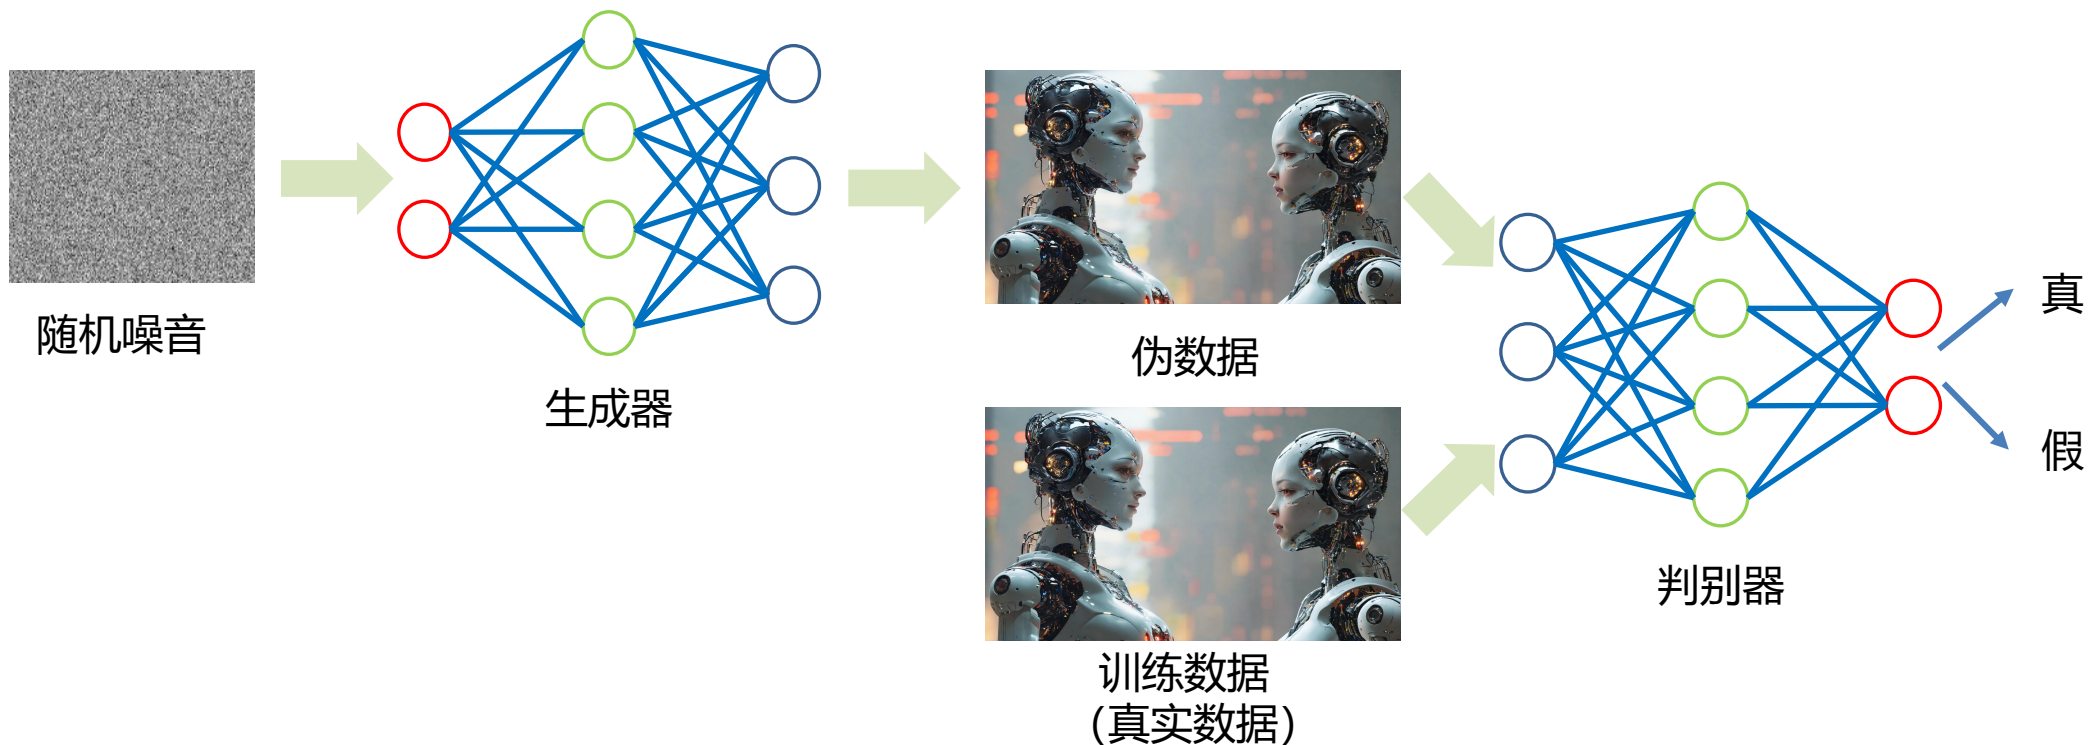 随机噪音
生成器
伪数据
训练数据
(真实数据)
判别器
真
假